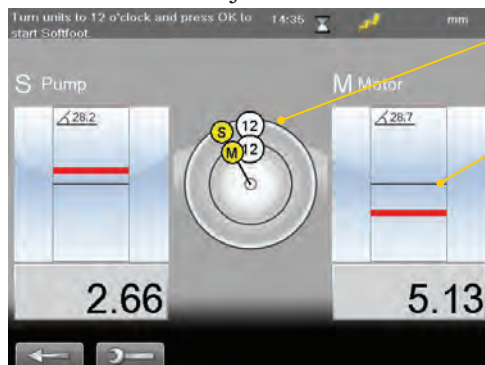 Turn units to 12 o'clock and press OK to
start Softfoot.
14:35
mm
S Pump
M Motor
28.2
28.7
S 12
M 12
2.66
5.13